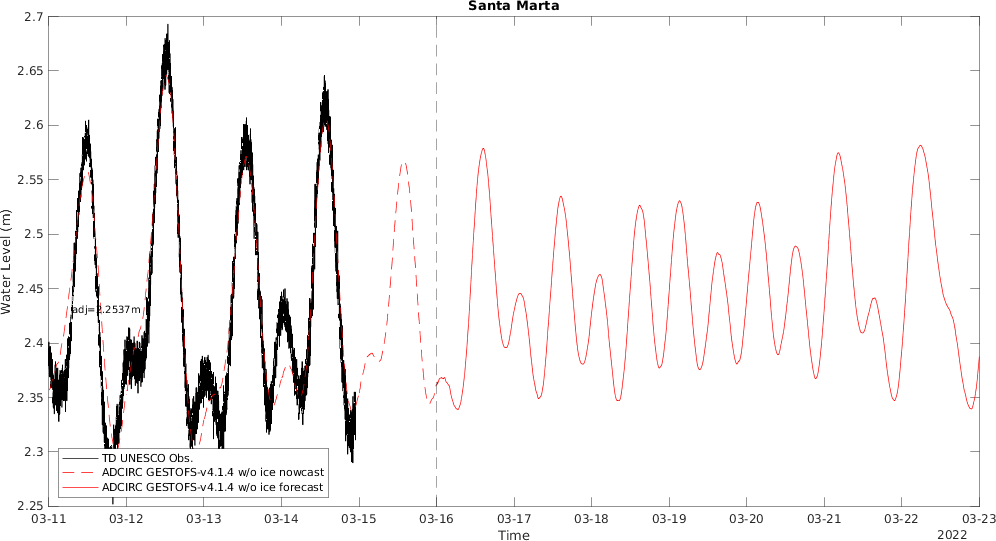 Santa Marta
2.7
2.65
2.6
2.55
2.5
2.45
2.4
2.35
2.3
2.25
Water Level (m)
adj=2.2537m
TD UNESCO Obs.
ADCIRC GESTOFS-v4.1.4 w/o ice nowcast
ADCIRC GESTOFS-v4.1.4 w/o ice forecast
03-11 03-12 03-13 03-14 03-15 03-16 03-17 03-18 03-19 03-20 03-21 03-22 03-23
Time
2022